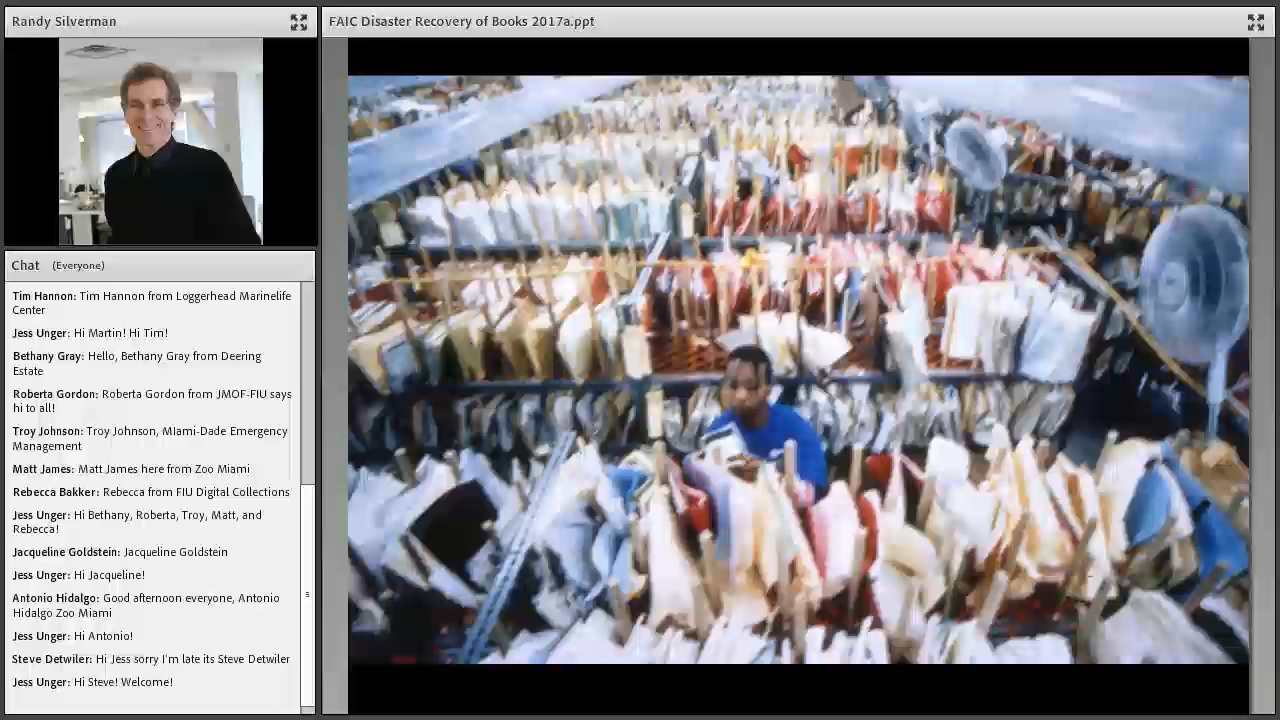 Randy Silverman
FAIC Disaster Recovery of Books 2017a.ppt
Chat (Everyone)
Tim Hannon: Tim Hannon from Loggerhead Marinelife
Center
Jess Unger: Hi Martin! Hi Tim!
Bethany Gray: Hello, Bethany Gray from Deering
Estate
Roberta Gordon: Roberta Gordon from JMOF-FIU says
hi to all!
Troy Johnson: Troy Johnson, MIami-Dade Emergency
Management
Matt James: Matt James here from Zoo Miami
Rebecca Bakker: Rebecca from FIU Digital Collections
Jess Unger: Hi Bethany, Roberta, Troy, Matt, and
Rebecca!
Jacqueline Goldstein: Jacqueline Goldstein
Jess Unger: Hi Jacqueline!
Antonio Hidalgo: Good afternoon everyone, Antonio
Hidalgo Zoo Miami
Jess Unger: Hi Antonio!
Steve Detwiler: Hi Jess sorry I'm late its Steve Detwiler
Jess Unger: Hi Steve! Welcome!